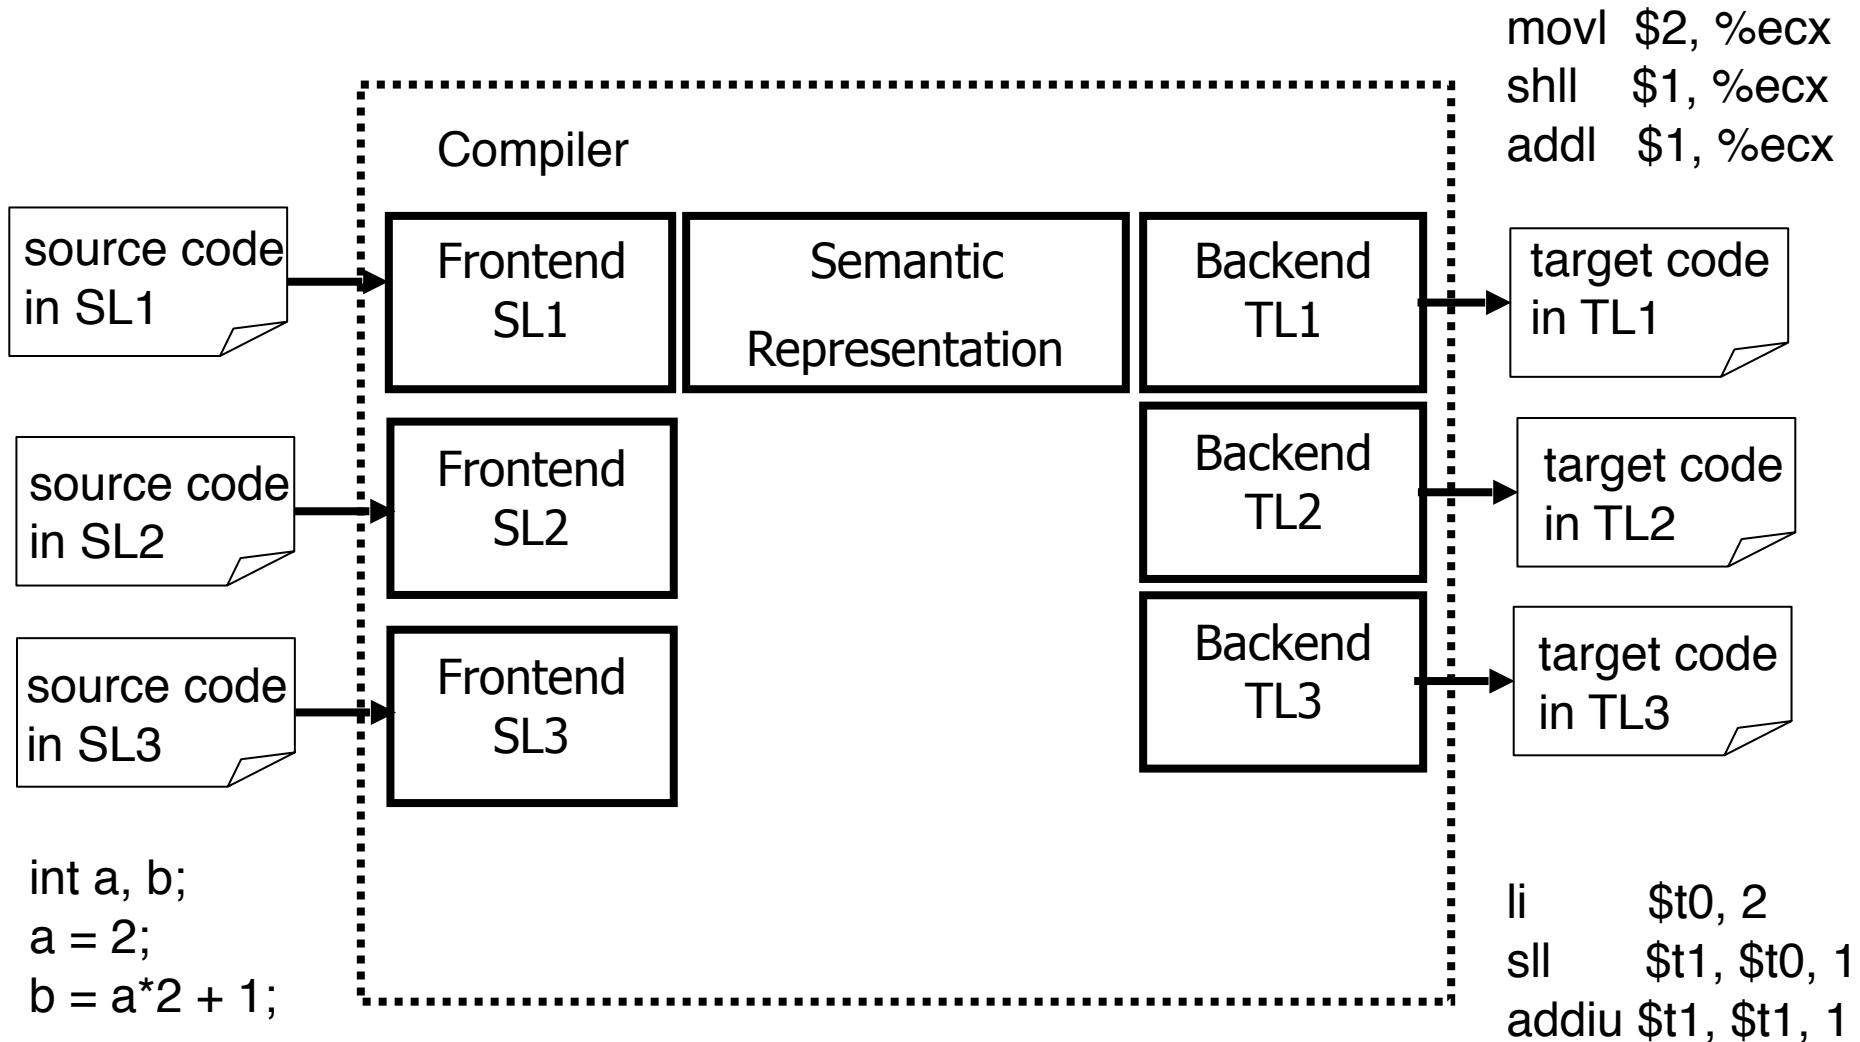 movl $2, %ecx
shll $1, %ecx
addl $1, %ecx
Compiler
source code
in SL1
Frontend
SL1
Semantic
Representation
Backend
TL1
target code
in TL1
source code
in SL2
Frontend
SL2
Backend
TL2
target code
in TL2
source code
in SL3
Frontend
SL3
Backend
TL3
target code
in TL3
int a, b;
a = 2;
b = a*2 + 1;
li $t0, 2
sll $t1, $t0, 1
addiu $t1, $t1, 1